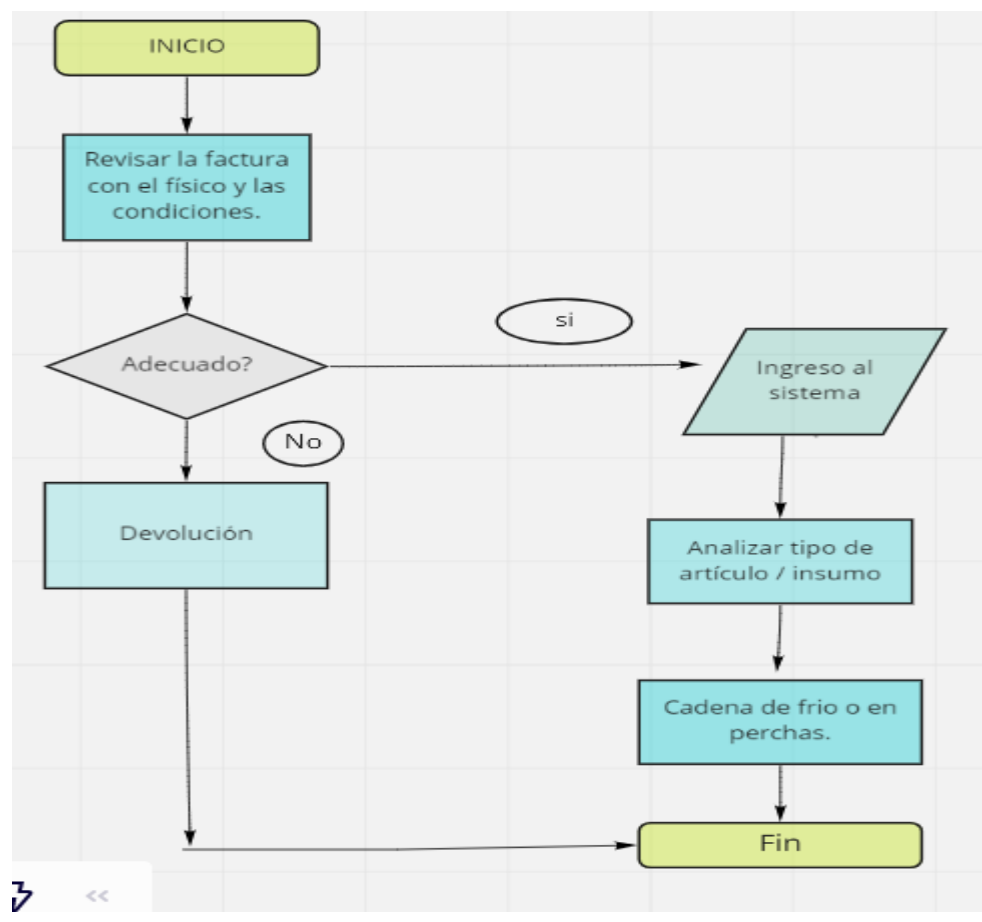 INICIO
Revisar la factura
con el físico y las
condiciones.
Adecuado?
si
No
Ingreso al
sistema
Devolución
Analizar tipo de
artículo / insumo
Cadena de frio o en
perchas.
Fin
<<